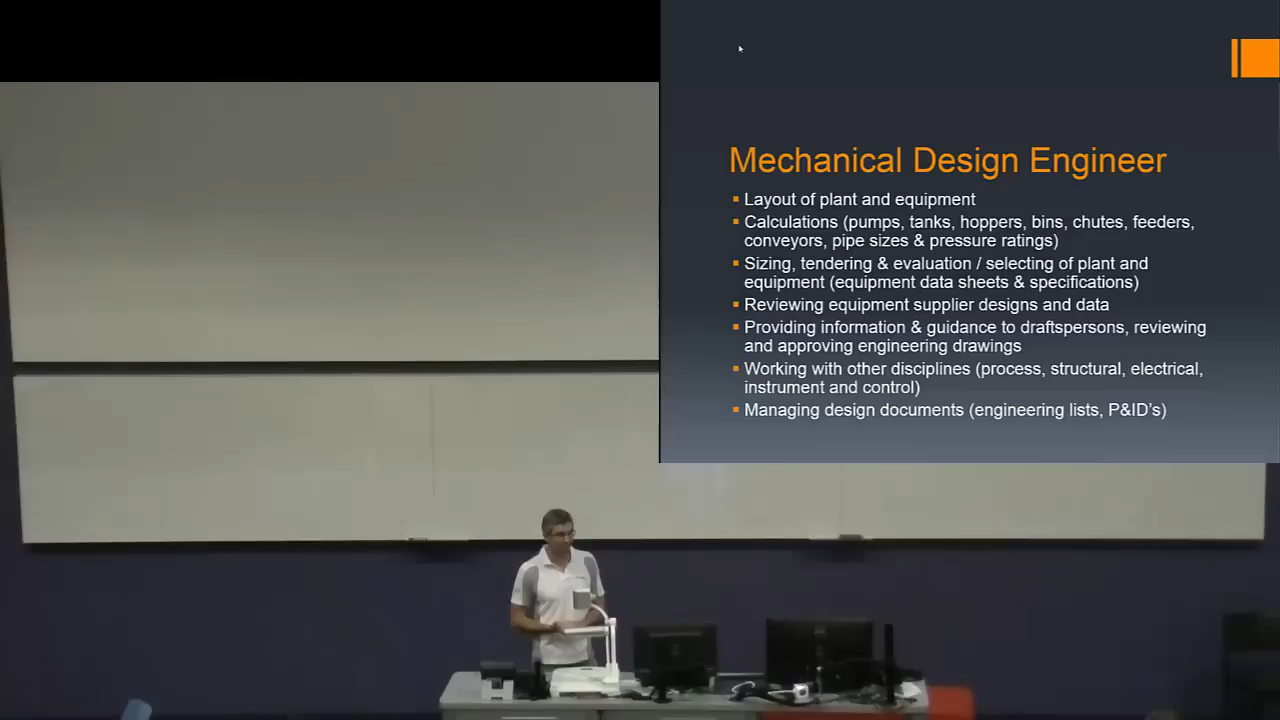 Mechanical Design Engineer
Layout of plant and equipment
Calculations (pumps, tanks, hoppers, bins, chutes, feeders,
conveyors, pipe sizes & pressure ratings)
Sizing, tendering & evaluation / selecting of plant and
equipment (equipment data sheets & specifications)
Reviewing equipment supplier designs and data
Providing information & guidance to draftspersons, reviewing
and approving engineering drawings
Working with other disciplines (process, structural, electrical,
instrument and control)
Managing design documents (engineering lists, P&ID's)